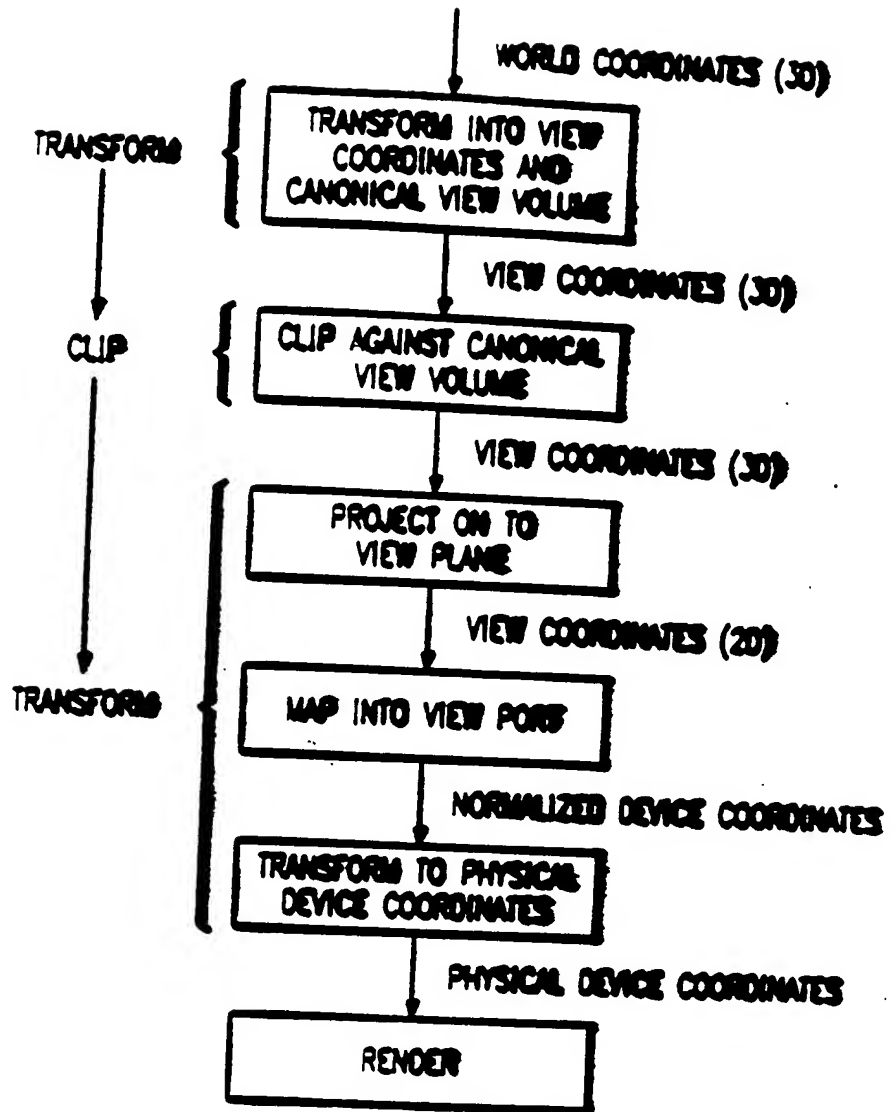 WORLD COORDINATES (3D)
TRANSFORM
TRANSFORM INTO VIEW
COORDINATES AND
CANONICAL VIEW VOLUME
VIEW COORDINATES (3D)
CLIP
CLIP AGAINST CANONICAL
VIEW VOLUME
VIEW COORDINATES (3D)
PROJECT ON TO
VIEW PLANE
VIEW COORDINATES (2D)
TRANSFORM
MAP INTO VIEW PORT
NORMALIZED DEVICE COORDINATES
TRANSFORM TO PHYSICAL
DEVICE COORDINATES
PHYSICAL DEVICE COORDINATES
RENDER